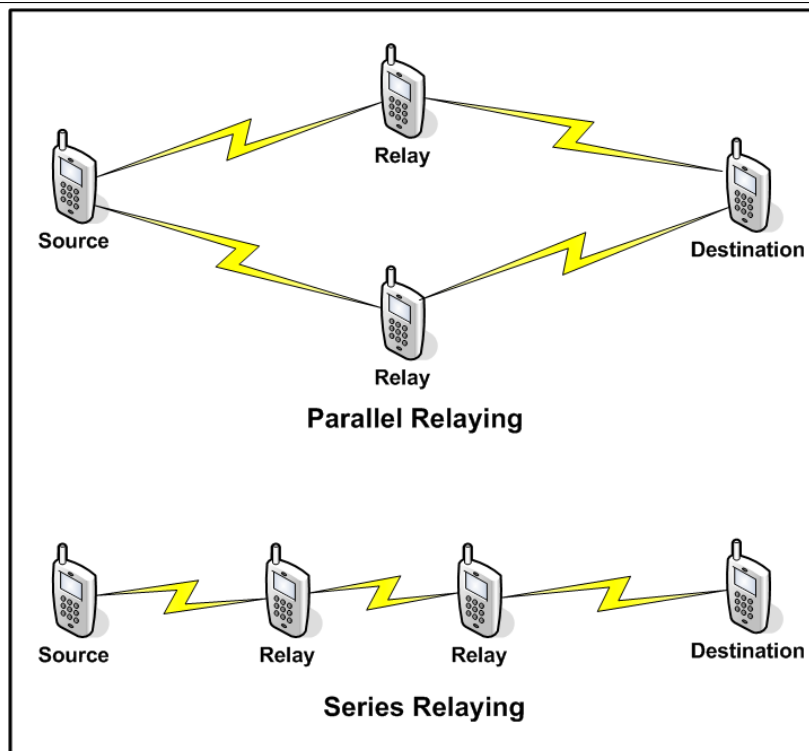 Relay
Source
Destination
Relay
Parallel Relaying
Source Relay Relay Destination
Series Relaying